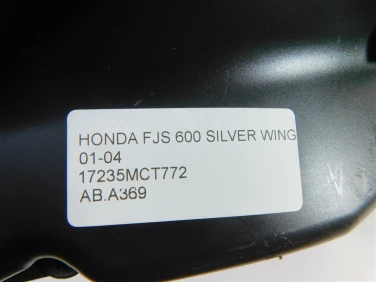 HONDA FJS 600 SILVER WING
01-04
17235MCT772
AB.A369